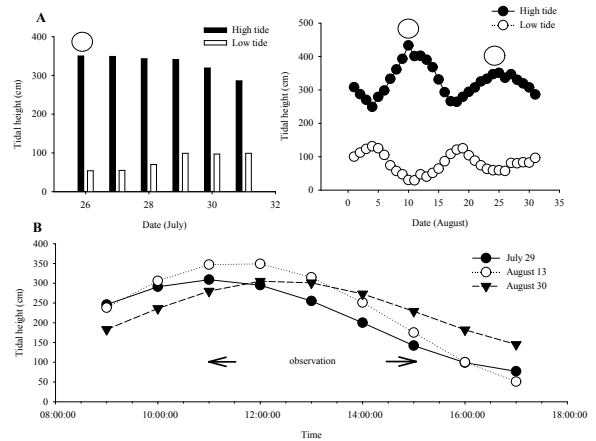 A
High tide
Low tide
Tidal height (cm)
400
300
200
100
0
26
28
30
32
Date (July)
High tide
Low tide
Tidal height (cm)
500
400
300
200
100
0
0
5
10
15
20
25
30
35
Date (August)
B
Tidal height (cm)
400
350
300
250
200
150
100
50
0
July 29
August 13
August 30
observation
08:00:00
10:00:00
12:00:00
14:00:00
16:00:00
18:00:00
Time